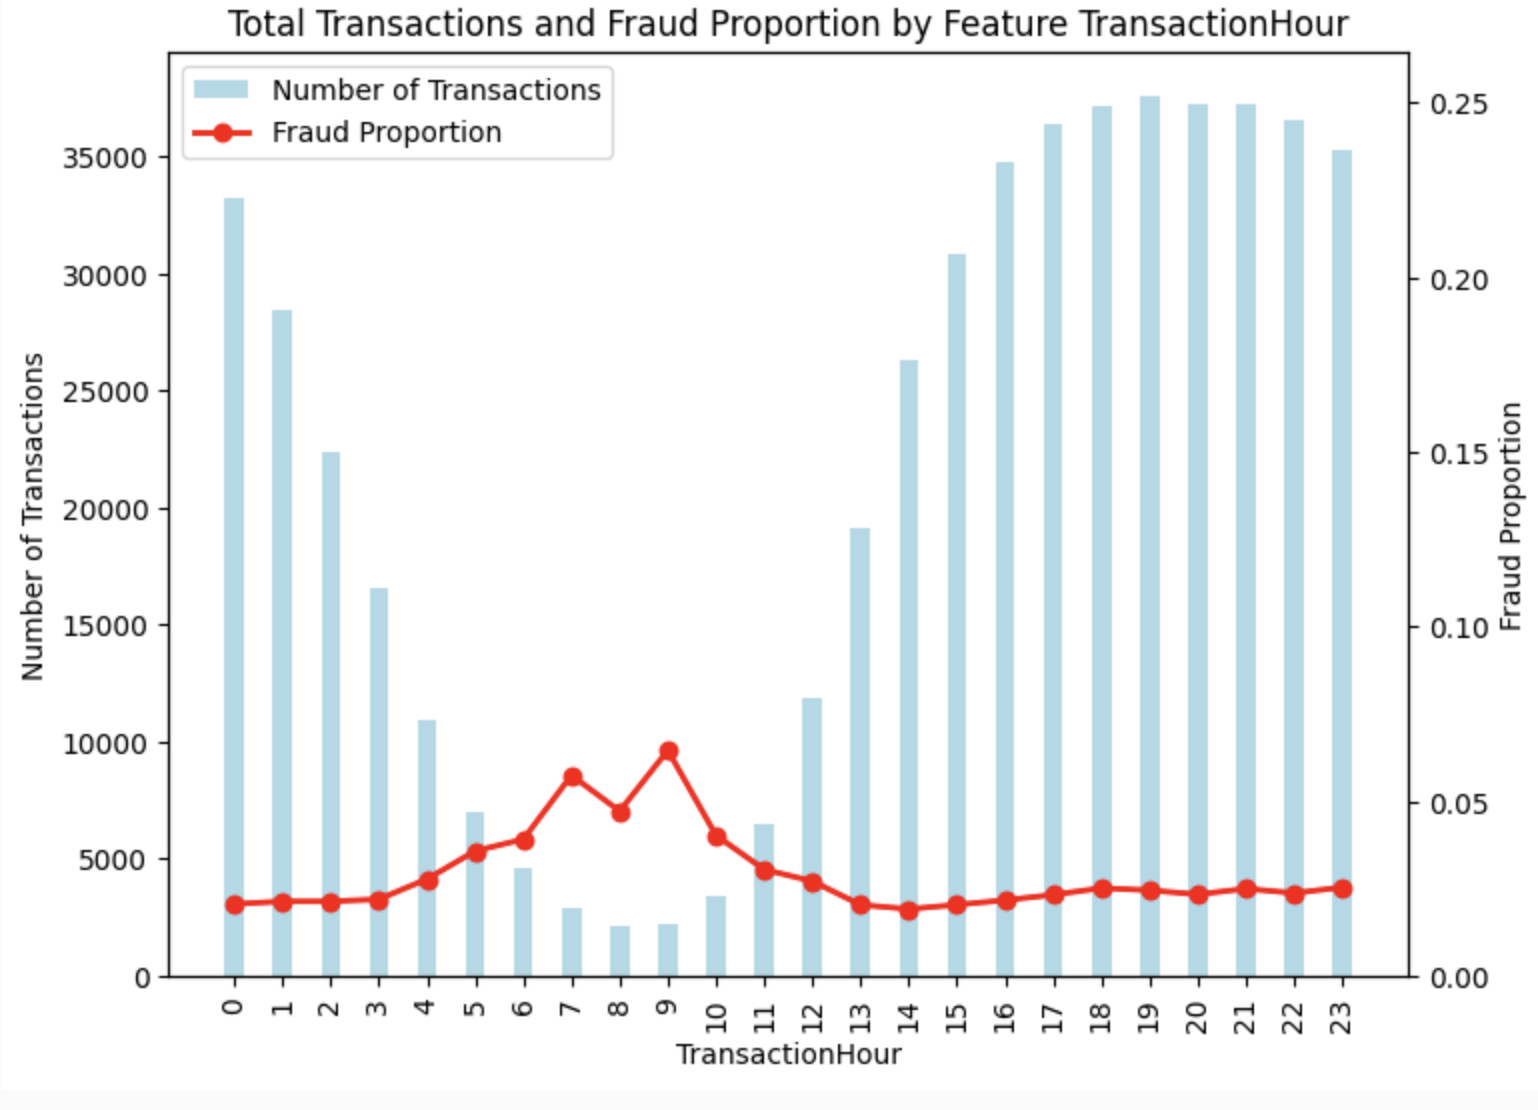 Total Transactions and Fraud Proportion by Feature TransactionHour
Number of Transactions
Fraud Proportion
35000
30000
25000
20000
15000
10000
5000
0
Number of Transactions
0.25
0.20
0.15
0.10
0.05
0.00
Fraud Proportion
0 1 2 3 4 5 6 7 8 9 10 11 12 13 14 15 16 17 18 19 20 21 22 23
TransactionHour